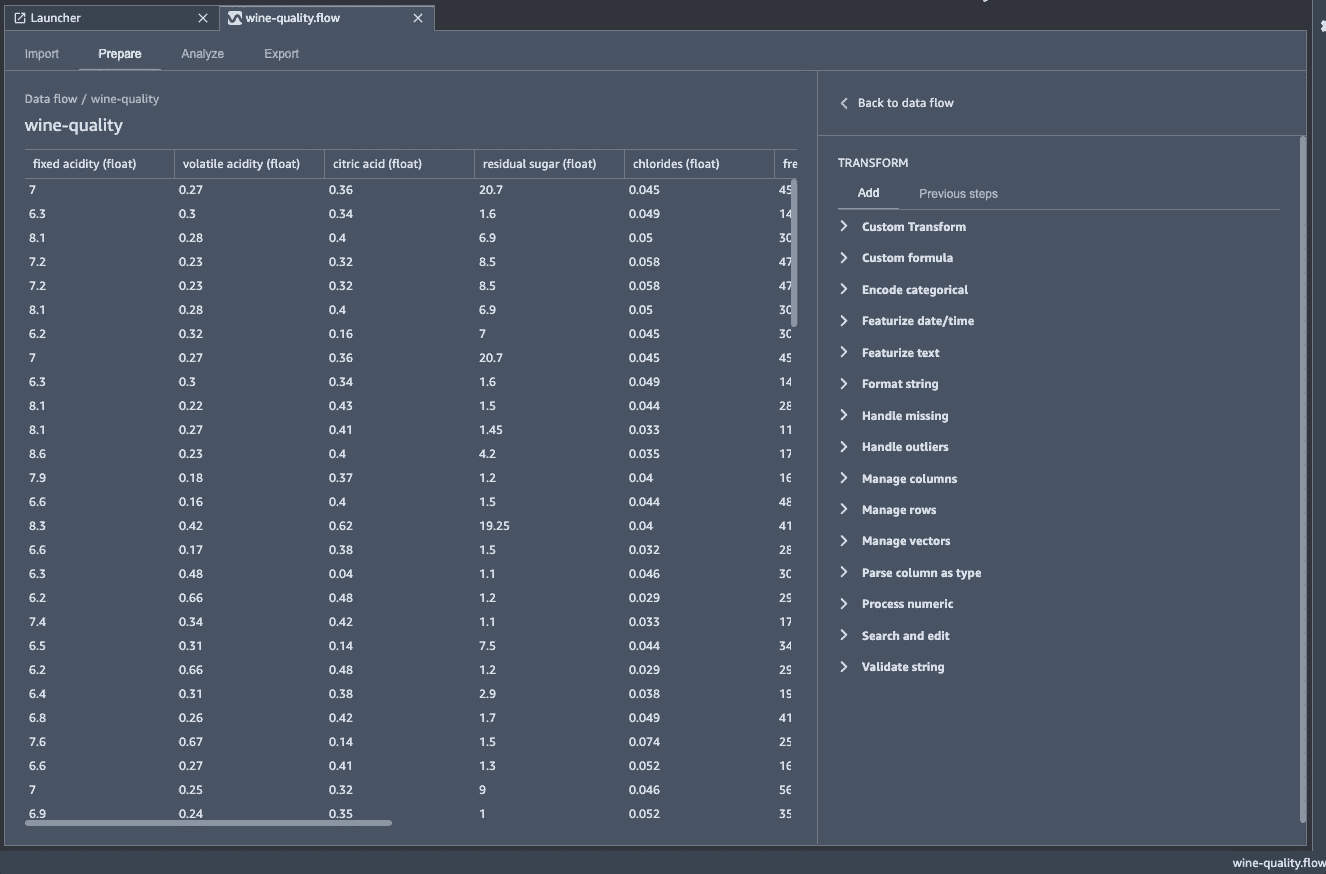 Launcher
wine-quality.flow
Import Prepare Analyze Export
Data flow / wine-quality
wine-quality
fixed acidity (float) volatile acidity (float) citric acid (float) residual sugar (float) chlorides (float) fre
7 0.27 0.36 20.7 0.045 45
6.3 0.3 0.34 1.6 0.049 14
8.1 0.28 0.4 6.9 0.05 30
7.2 0.23 0.32 8.5 0.058 47
7.2 0.23 0.32 8.5 0.058 47
8.1 0.28 0.4 6.9 0.05 30
6.2 0.32 0.16 7 0.045 30
7 0.27 0.36 20.7 0.045 45
6.3 0.3 0.34 1.6 0.049 14
8.1 0.22 0.43 1.5 0.044 28
8.1 0.27 0.41 1.45 0.033 11
8.6 0.23 0.4 4.2 0.035 17
7.9 0.18 0.37 1.2 0.04 16
6.6 0.16 0.4 1.5 0.044 48
8.3 0.42 0.62 19.25 0.04 41
6.6 0.17 0.38 1.5 0.032 28
6.3 0.48 0.04 1.1 0.046 30
6.2 0.66 0.48 1.2 0.029 29
7.4 0.34 0.42 1.1 0.033 17
6.5 0.31 0.14 7.5 0.044 34
6.2 0.66 0.48 1.2 0.029 29
6.4 0.31 0.38 2.9 0.038 19
6.8 0.26 0.42 1.7 0.049 41
7.6 0.67 0.14 1.5 0.074 25
6.6 0.27 0.41 1.3 0.052 16
7 0.25 0.32 9 0.046 56
6.9 0.24 0.35 1 0.052 35
Back to data flow
TRANSFORM
Add Previous steps
Custom Transform
Custom formula
Encode categorical
Featurize date/time
Featurize text
Format string
Handle missing
Handle outliers
Manage columns
Manage rows
Manage vectors
Parse column as type
Process numeric
Search and edit
Validate string
wine-quality.flow